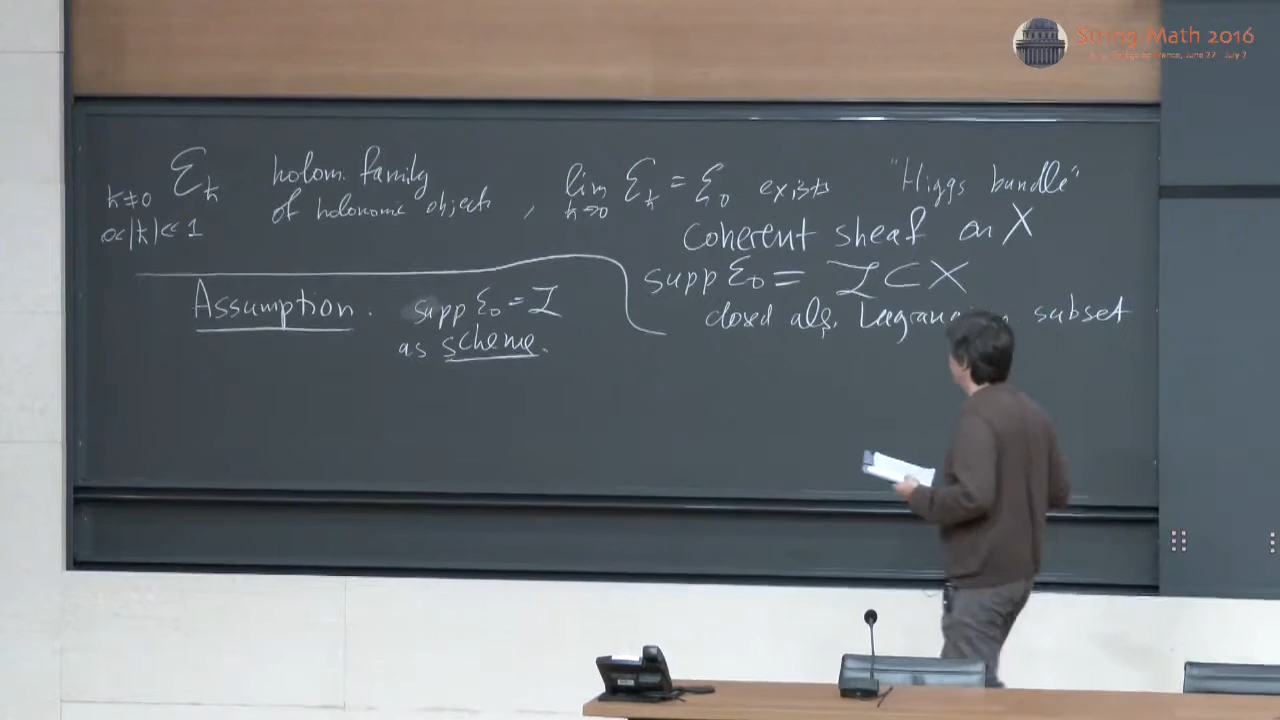 String-Math 2016
ħ≠0 ℰ_ħ holom. family of holonomic objects, lim_{ħ→0} ℰ_ħ = ℰ_0 exists "Higgs bundle"
0<|ħ|≪1
coherent sheaf on X
supp ℰ_0 = L ⊂ X
closed alg. subset
Assumption. supp ℰ_0 = L
as scheme.